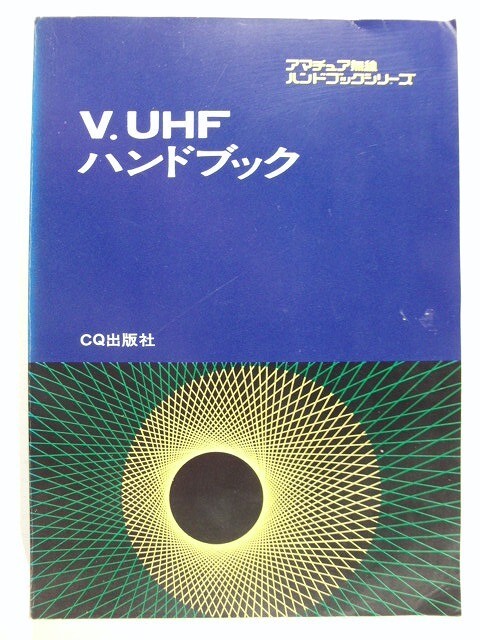 アマチュア無線
ハンドブックシリーズ
V.UHF
ハンドブック
CQ出版社